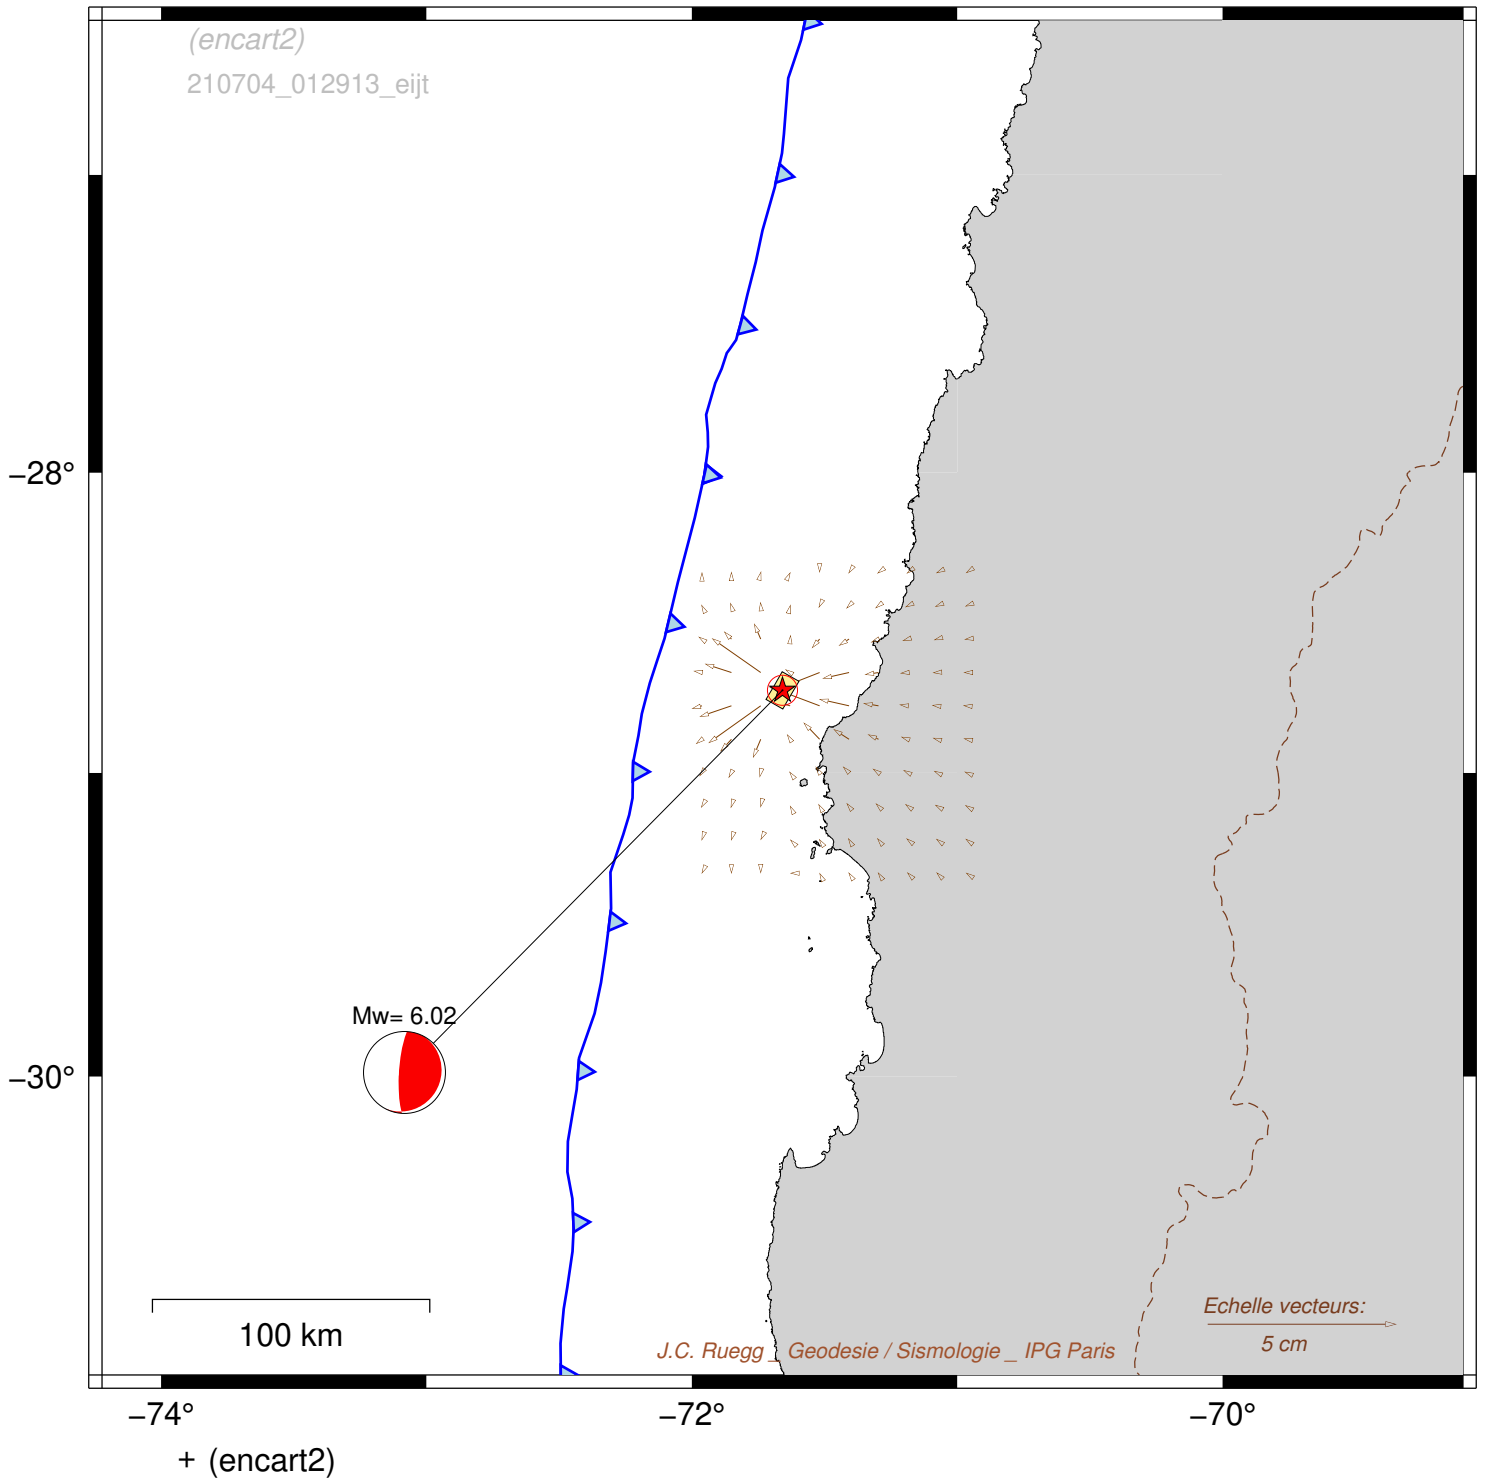 (encart2)
210704_012913_eijt
−28°
Mw= 6.02
−30°
100 km
Echelle vecteurs:
5 cm
J.C. Ruegg _ Geodesie / Sismologie _ IPG Paris
−74°
−72°
−70°
+ (encart2)